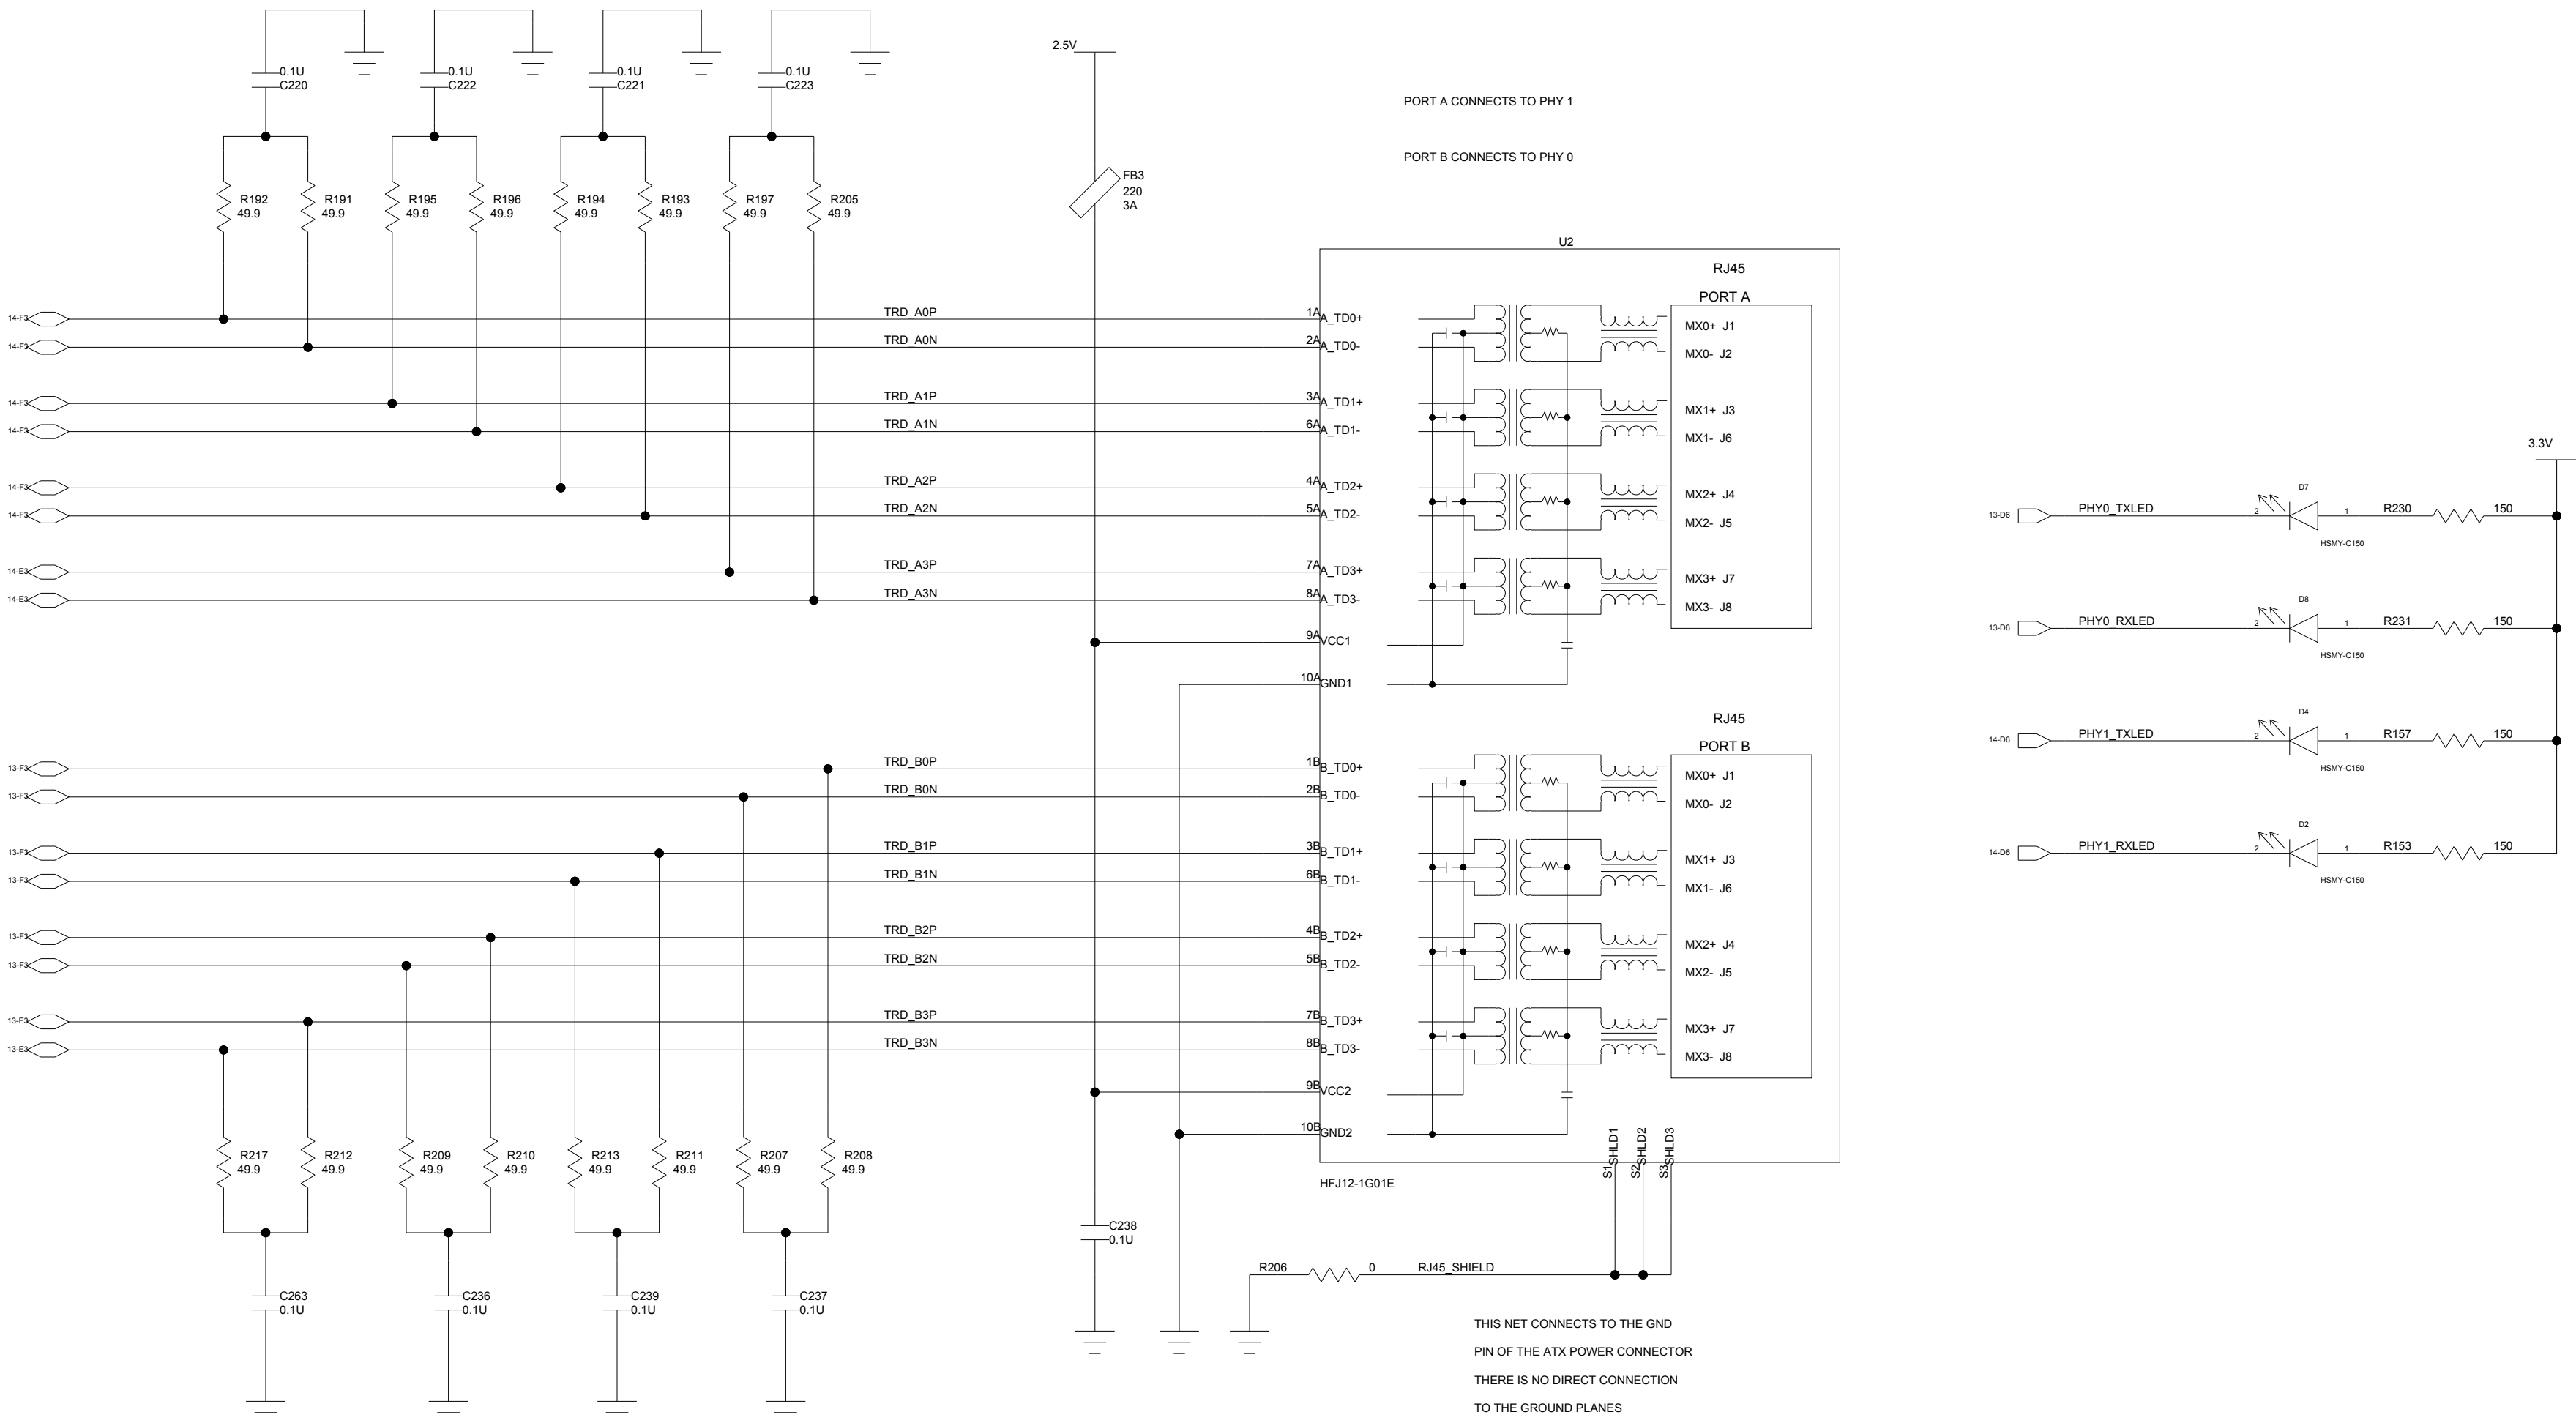 0.1U
C220
0.1U
C222
0.1U
C221
0.1U
C223
2.5V
PORT A CONNECTS TO PHY 1
PORT B CONNECTS TO PHY 0
R192
49.9
R191
49.9
R195
49.9
R196
49.9
R194
49.9
R193
49.9
R197
49.9
R205
49.9
FB3
220
3A
U2
RJ45
PORT A
14-F3 TRD_A0P 1A A_TD0+ MX0+ J1
14-F3 TRD_A0N 2A A_TD0- MX0- J2
14-F3 TRD_A1P 3A A_TD1+ MX1+ J3
14-F3 TRD_A1N 6A A_TD1- MX1- J6
14-F3 TRD_A2P 4A A_TD2+ MX2+ J4
14-F3 TRD_A2N 5A A_TD2- MX2- J5
14-E3 TRD_A3P 7A A_TD3+ MX3+ J7
14-E3 TRD_A3N 8A A_TD3- MX3- J8
9A VCC1
10A GND1
RJ45
PORT B
13-F3 TRD_B0P 1B B_TD0+ MX0+ J1
13-F3 TRD_B0N 2B B_TD0- MX0- J2
13-F3 TRD_B1P 3B B_TD1+ MX1+ J3
13-F3 TRD_B1N 6B B_TD1- MX1- J6
13-F3 TRD_B2P 4B B_TD2+ MX2+ J4
13-F3 TRD_B2N 5B B_TD2- MX2- J5
13-E3 TRD_B3P 7B B_TD3+ MX3+ J7
13-E3 TRD_B3N 8B B_TD3- MX3- J8
9B VCC2
10B GND2
S1 SHLD1
S2 SHLD2
S3 SHLD3
HFJ12-1G01E
R217
49.9
R212
49.9
R209
49.9
R210
49.9
R213
49.9
R211
49.9
R207
49.9
R208
49.9
C263
0.1U
C236
0.1U
C239
0.1U
C237
0.1U
C238
0.1U
R206 0 RJ45_SHIELD
THIS NET CONNECTS TO THE GND
PIN OF THE ATX POWER CONNECTOR
THERE IS NO DIRECT CONNECTION
TO THE GROUND PLANES
3.3V
D7
13-D6 PHY0_TXLED 2 1 R230 150
HSMY-C150
D8
13-D6 PHY0_RXLED 2 1 R231 150
HSMY-C150
D4
14-D6 PHY1_TXLED 2 1 R157 150
HSMY-C150
D2
14-D6 PHY1_RXLED 2 1 R153 150
HSMY-C150